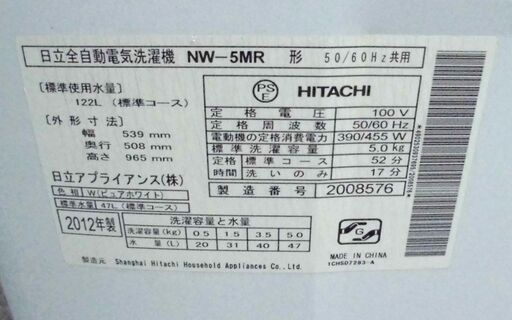 日立全自動電気洗濯機 NW-5MR 形 50/60Hz共用
[標準使用水量]
122L (標準コース)
[外形寸法]
幅 539 mm
奥行 508 mm
高さ 965 mm
日立アプライアンス(株)
色相 W(ピュアホワイト)
標準水量 47L (標準コース)
PS E HITACHI
定格電圧 100 V
定格周波数 50/60 Hz
電動機の定格消費電力 390/455 W
標準洗濯容量 5.0 kg
定格 標準コース 52分
時間 洗いのみ 17分
製造番号 2008576
2012年製
洗濯容量と水量
洗濯容量(kg) 0.5 1.5 3.5 5.0
水量(L) 20 31 40 47
G
MADE IN CHINA
1CHSD7293-A
製造元 Shanghai Hitachi Household Appliances Co.,Ltd.